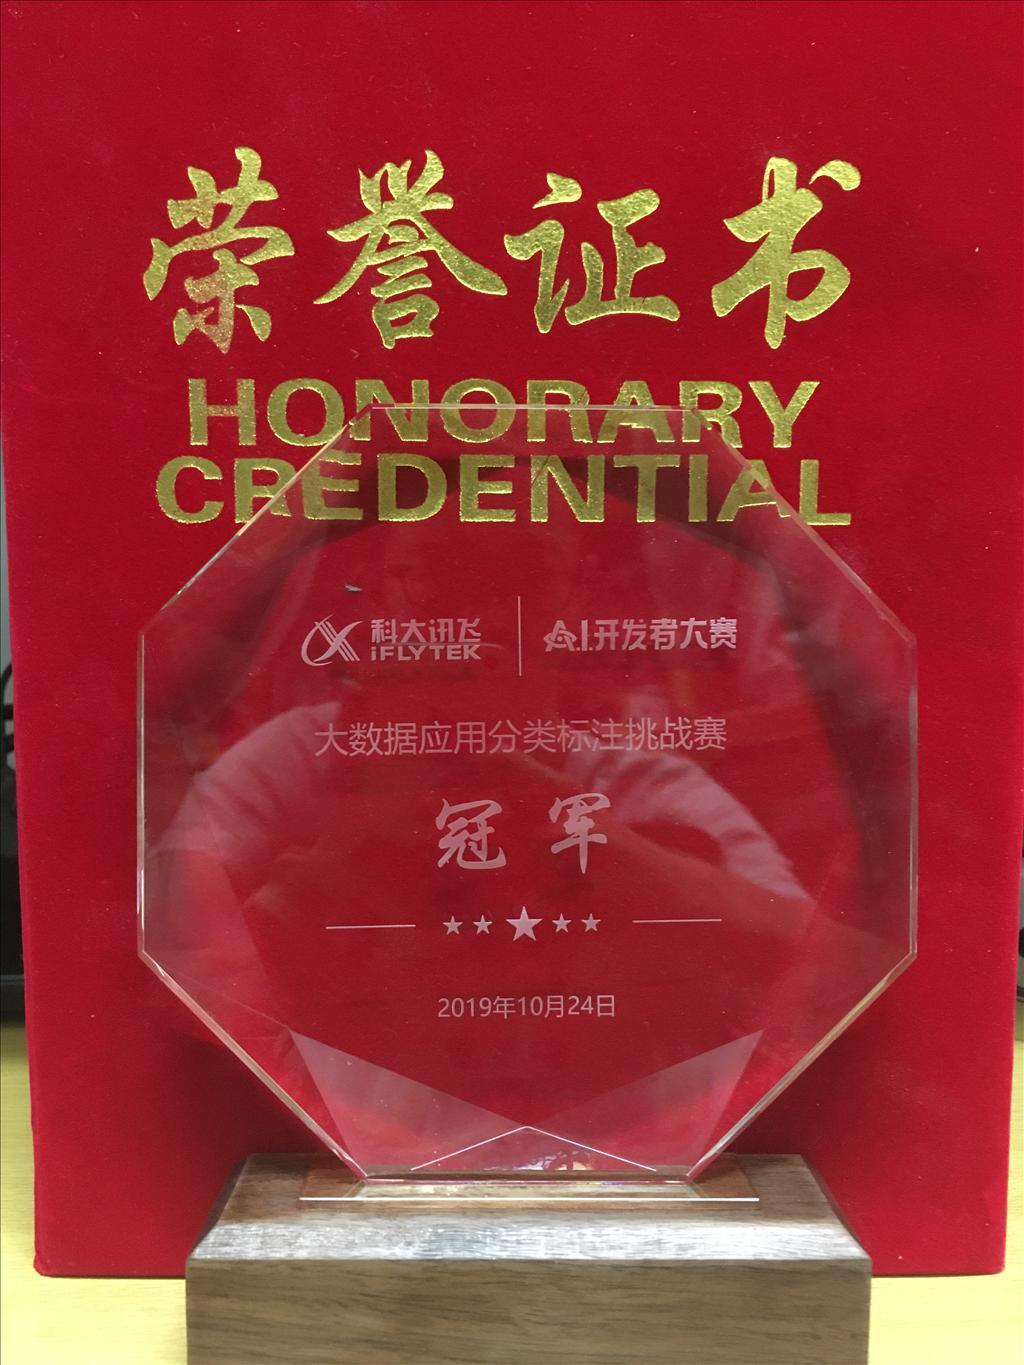 荣誉证书
HONORARY
CREDENTIAL
科大讯飞 A.I.开发者大赛
iFLYTEK
大数据应用分类标注挑战赛
冠军
2019年10月24日